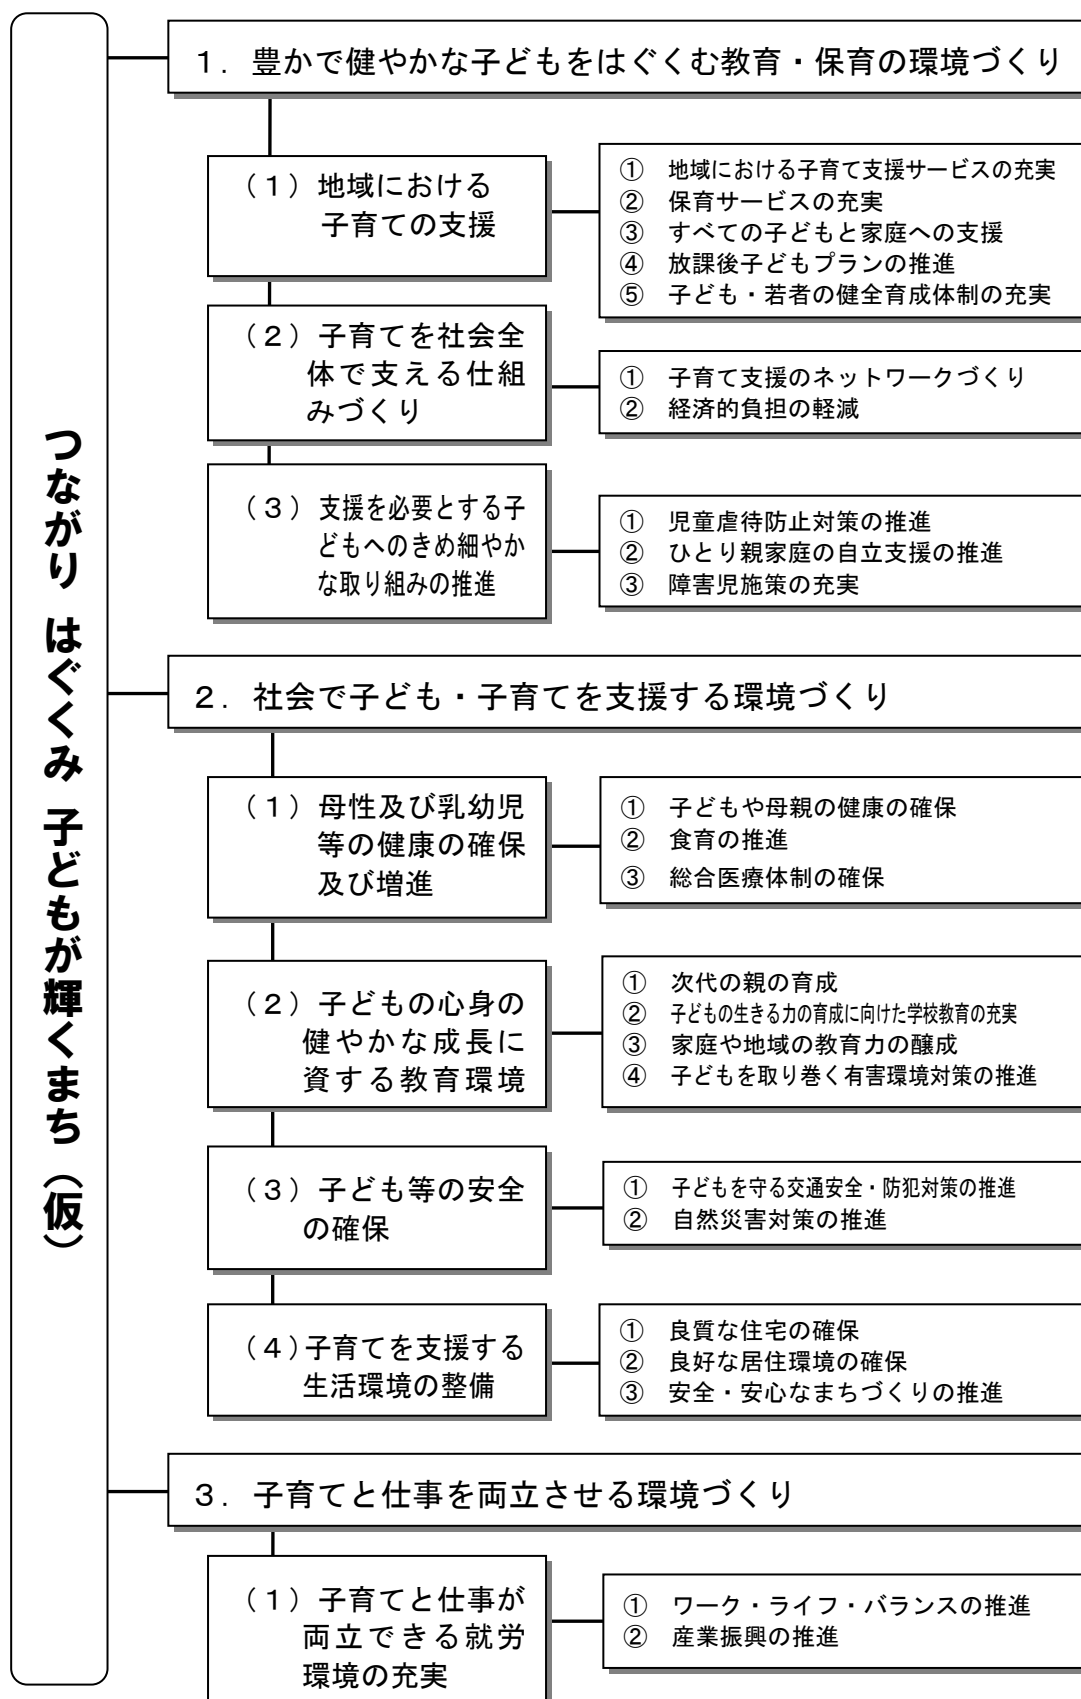 つながり はぐくみ 子どもが輝くまち（仮）
１．豊かで健やかな子どもをはぐくむ教育・保育の環境づくり
（１）地域における
子育ての支援
① 地域における子育て支援サービスの充実
② 保育サービスの充実
③ すべての子どもと家庭への支援
④ 放課後子どもプランの推進
⑤ 子ども・若者の健全育成体制の充実
（２）子育てを社会全
体で支える仕組
みづくり
① 子育て支援のネットワークづくり
② 経済的負担の軽減
（３）支援を必要とする子
どもへのきめ細やか
な取り組みの推進
① 児童虐待防止対策の推進
② ひとり親家庭の自立支援の推進
③ 障害児施策の充実
２．社会で子ども・子育てを支援する環境づくり
（１）母性及び乳幼児
等の健康の確保
及び増進
① 子どもや母親の健康の確保
② 食育の推進
③ 総合医療体制の確保
（２）子どもの心身の
健やかな成長に
資する教育環境
① 次代の親の育成
② 子どもの生きる力の育成に向けた学校教育の充実
③ 家庭や地域の教育力の醸成
④ 子どもを取り巻く有害環境対策の推進
（３）子ども等の安全
の確保
① 子どもを守る交通安全・防犯対策の推進
② 自然災害対策の推進
（４）子育てを支援する
生活環境の整備
① 良質な住宅の確保
② 良好な居住環境の確保
③ 安全・安心なまちづくりの推進
３．子育てと仕事を両立させる環境づくり
（１）子育てと仕事が
両立できる就労
環境の充実
① ワーク・ライフ・バランスの推進
② 産業振興の推進